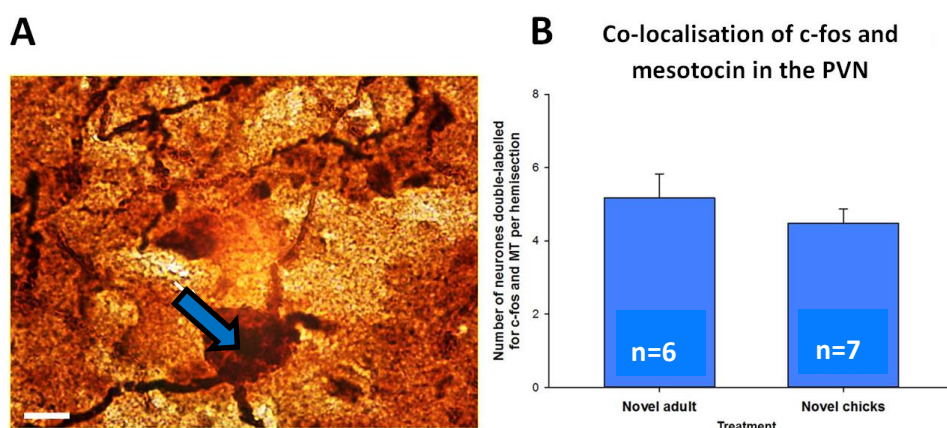 A
B
Co-localisation of c-fos and
mesotocin in the PVN
Number of neurones double-labelled
for c-fos and MT per hemisection
8
6
4
2
0
n=6
n=7
Novel adult
Novel chicks
Treatment